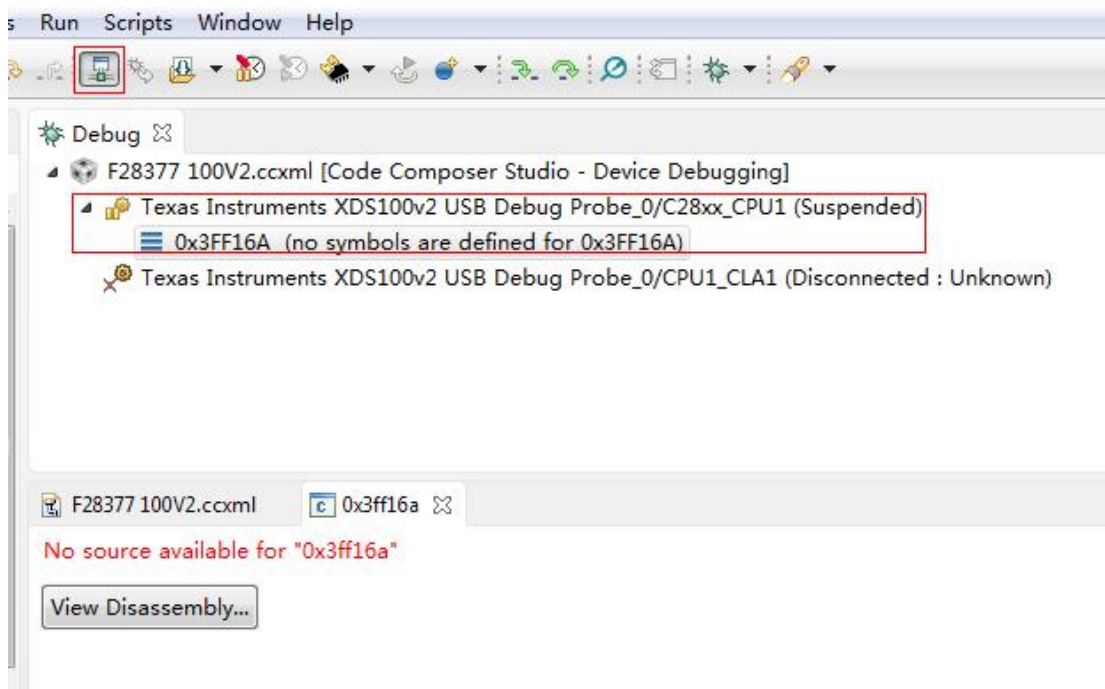 Run Scripts Window Help
Debug
F28377 100V2.ccxml [Code Composer Studio - Device Debugging]
Texas Instruments XDS100v2 USB Debug Probe_0/C28xx_CPU1 (Suspended)
0x3FF16A (no symbols are defined for 0x3FF16A)
Texas Instruments XDS100v2 USB Debug Probe_0/CPU1_CLA1 (Disconnected : Unknown)
F28377 100V2.ccxml 0x3ff16a
No source available for "0x3ff16a"
View Disassembly...